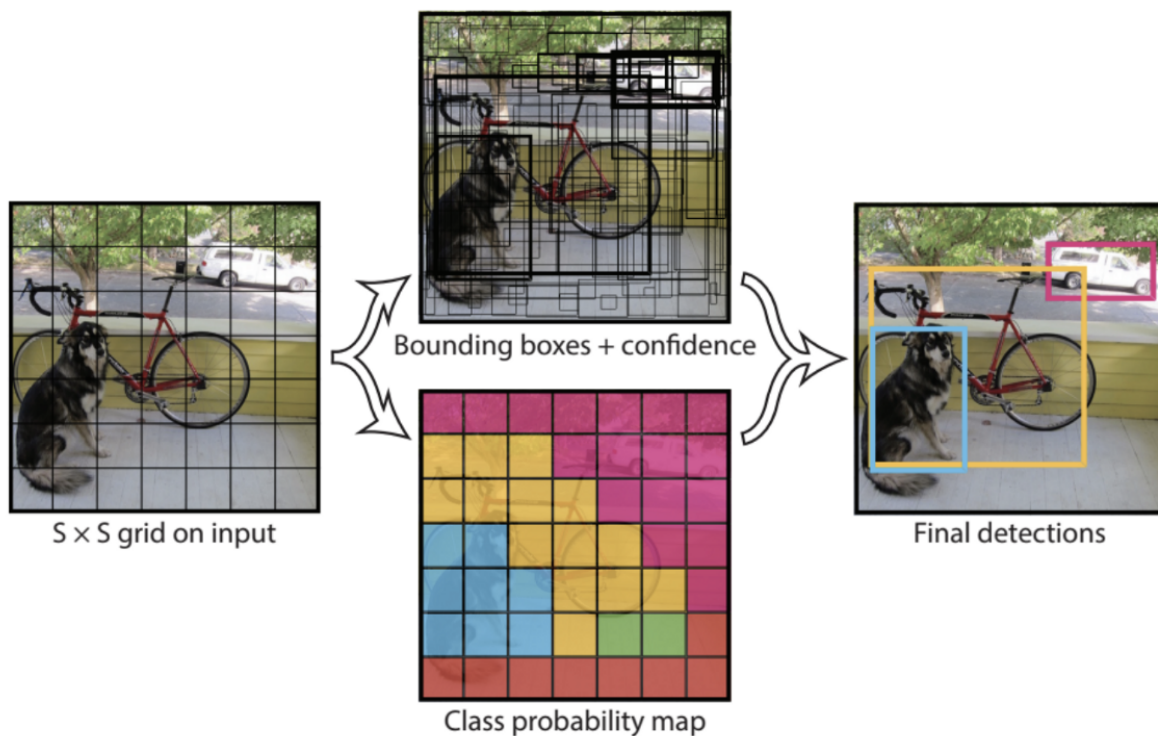 Bounding boxes + confidence
S × S grid on input
Final detections
Class probability map